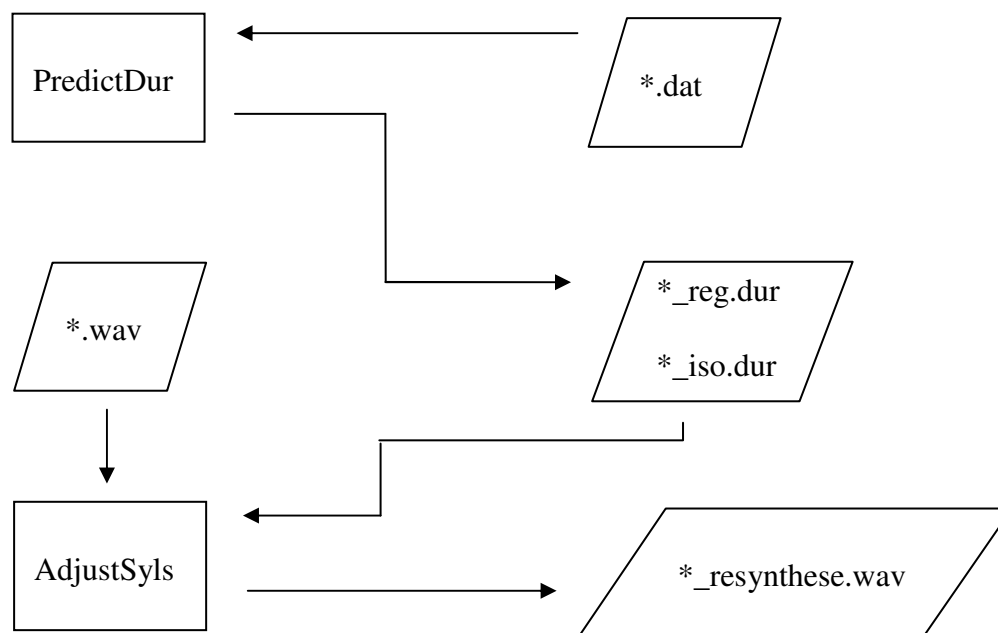 PredictDur
*.dat
*.wav
*_reg.dur
*_iso.dur
AdjustSyls
*_resynthese.wav